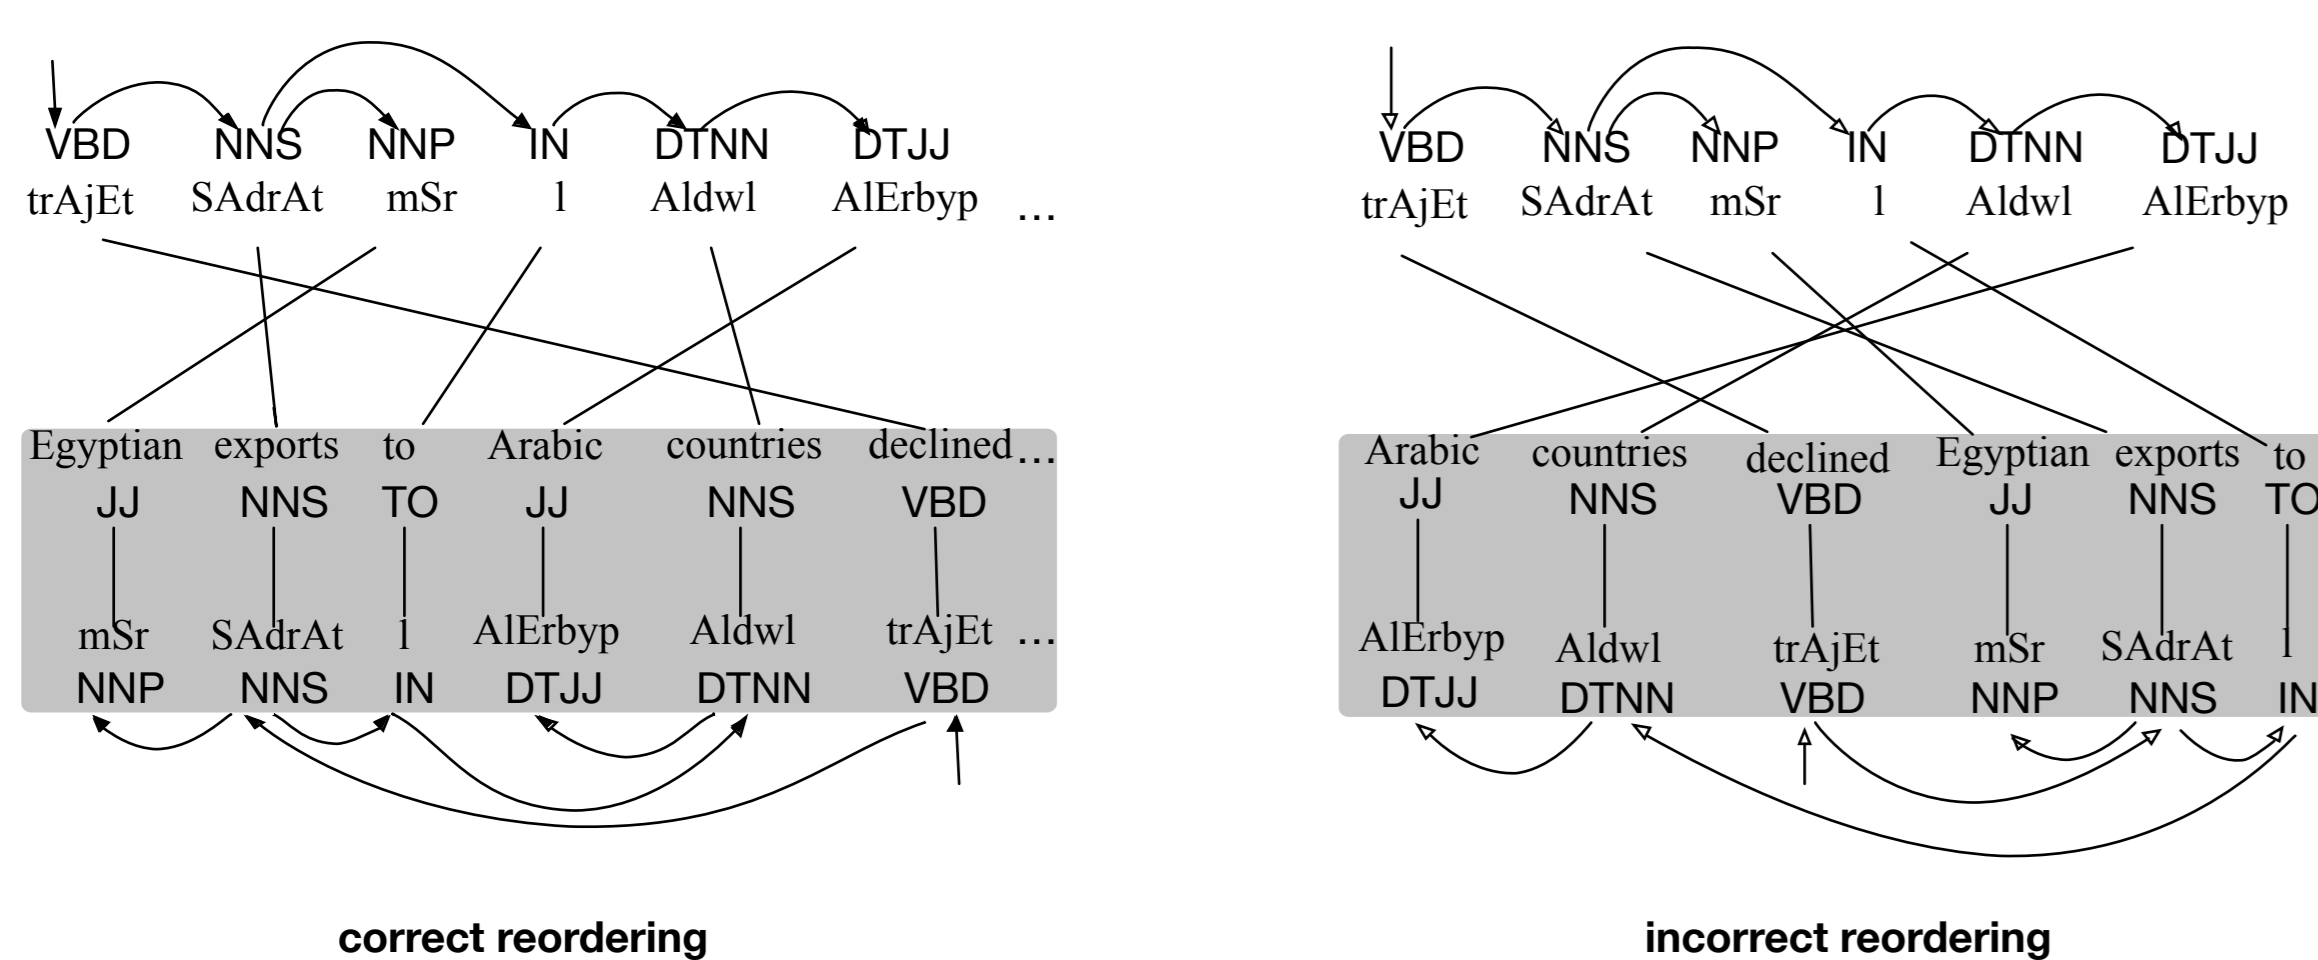 VBD NNS NNP IN DTNN DTJJ
trAjEt SAdrAt mSr l Aldwl AlErbyp ...
Egyptian exports to Arabic countries declined...
JJ NNS TO JJ NNS VBD
mSr SAdrAt l AlErbyp Aldwl trAjEt ...
NNP NNS IN DTJJ DTNN VBD
correct reordering
VBD NNS NNP IN DTNN DTJJ
trAjEt SAdrAt mSr l Aldwl AlErbyp
Arabic countries declined Egyptian exports to
JJ NNS VBD JJ NNS TO
AlErbyp Aldwl trAjEt mSr SAdrAt l
DTJJ DTNN VBD NNP NNS IN
incorrect reordering